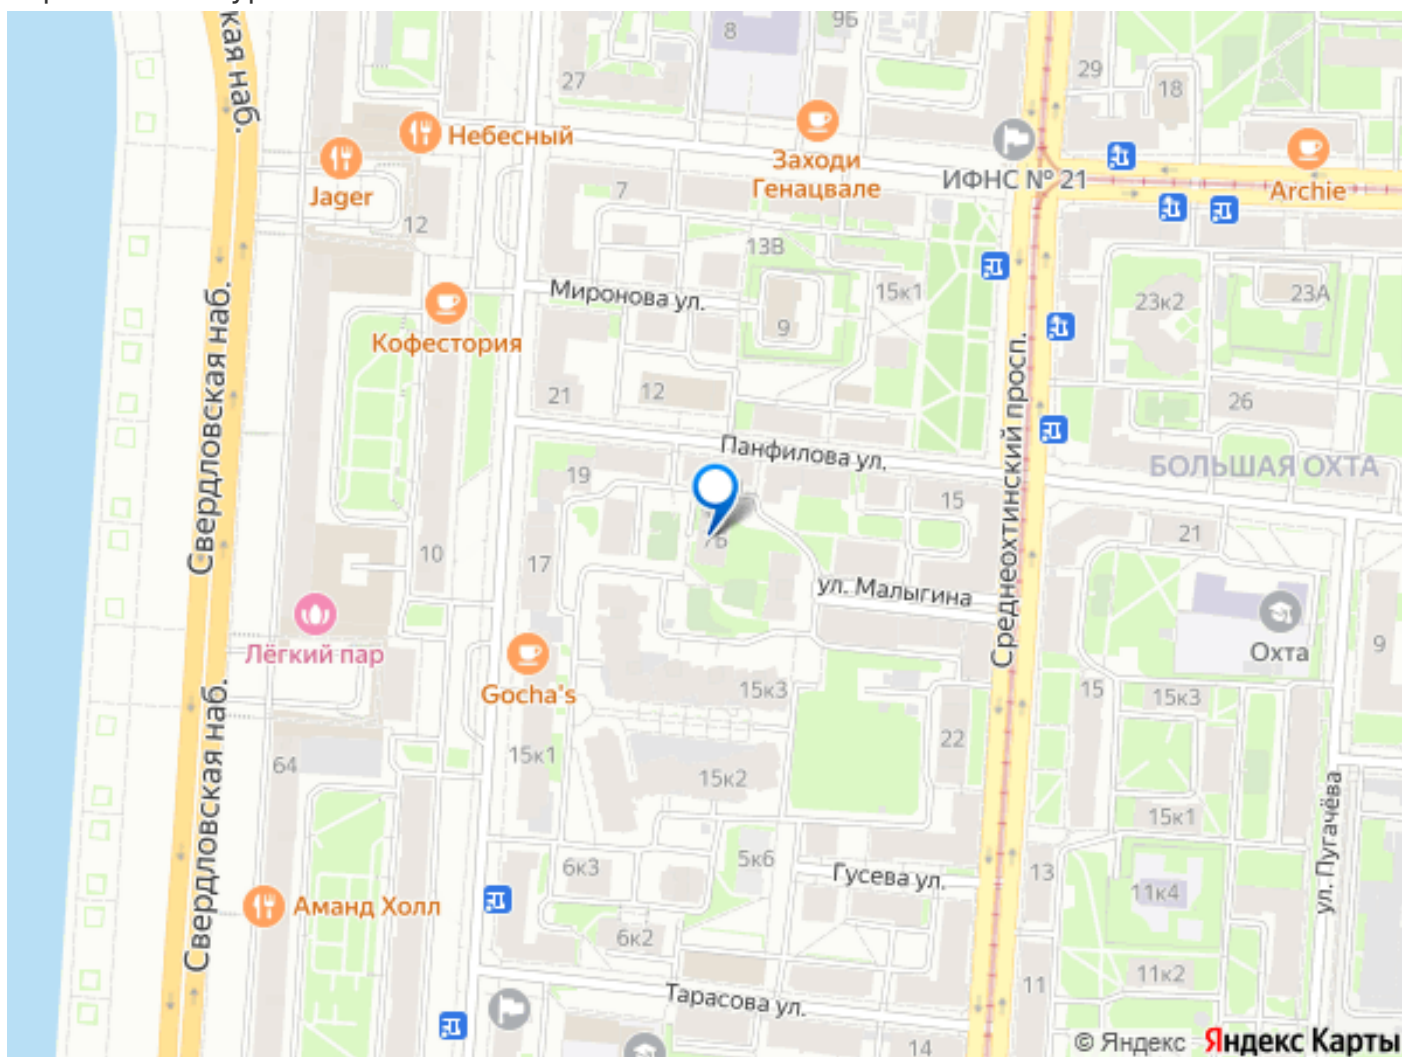 кая наб.
8
9Б
29
27
18
Небесный
Заходи
Генацвале
ИФНС № 21
Archie
Jager
7
12
13В
Миронова ул.
15к1
23к2
23А
9
Кофестория
Свердловская наб.
21
12
26
Среднеохтинский просп.
Панфилова ул.
БОЛЬШАЯ ОХТА
19
15
21
7Б
10
17
ул. Малыгина
Охта
9
Лёгкий пар
Gocha's
15к3
15
15к3
22
Свердловская наб.
64
15к1
15к2
15к1
ул. Пугачёва
6к3
5к6
Гусева ул.
13
11к4
Аманд Холл
6к2
11к2
11
Тарасова ул.
14
© Яндекс Яндекс Карты